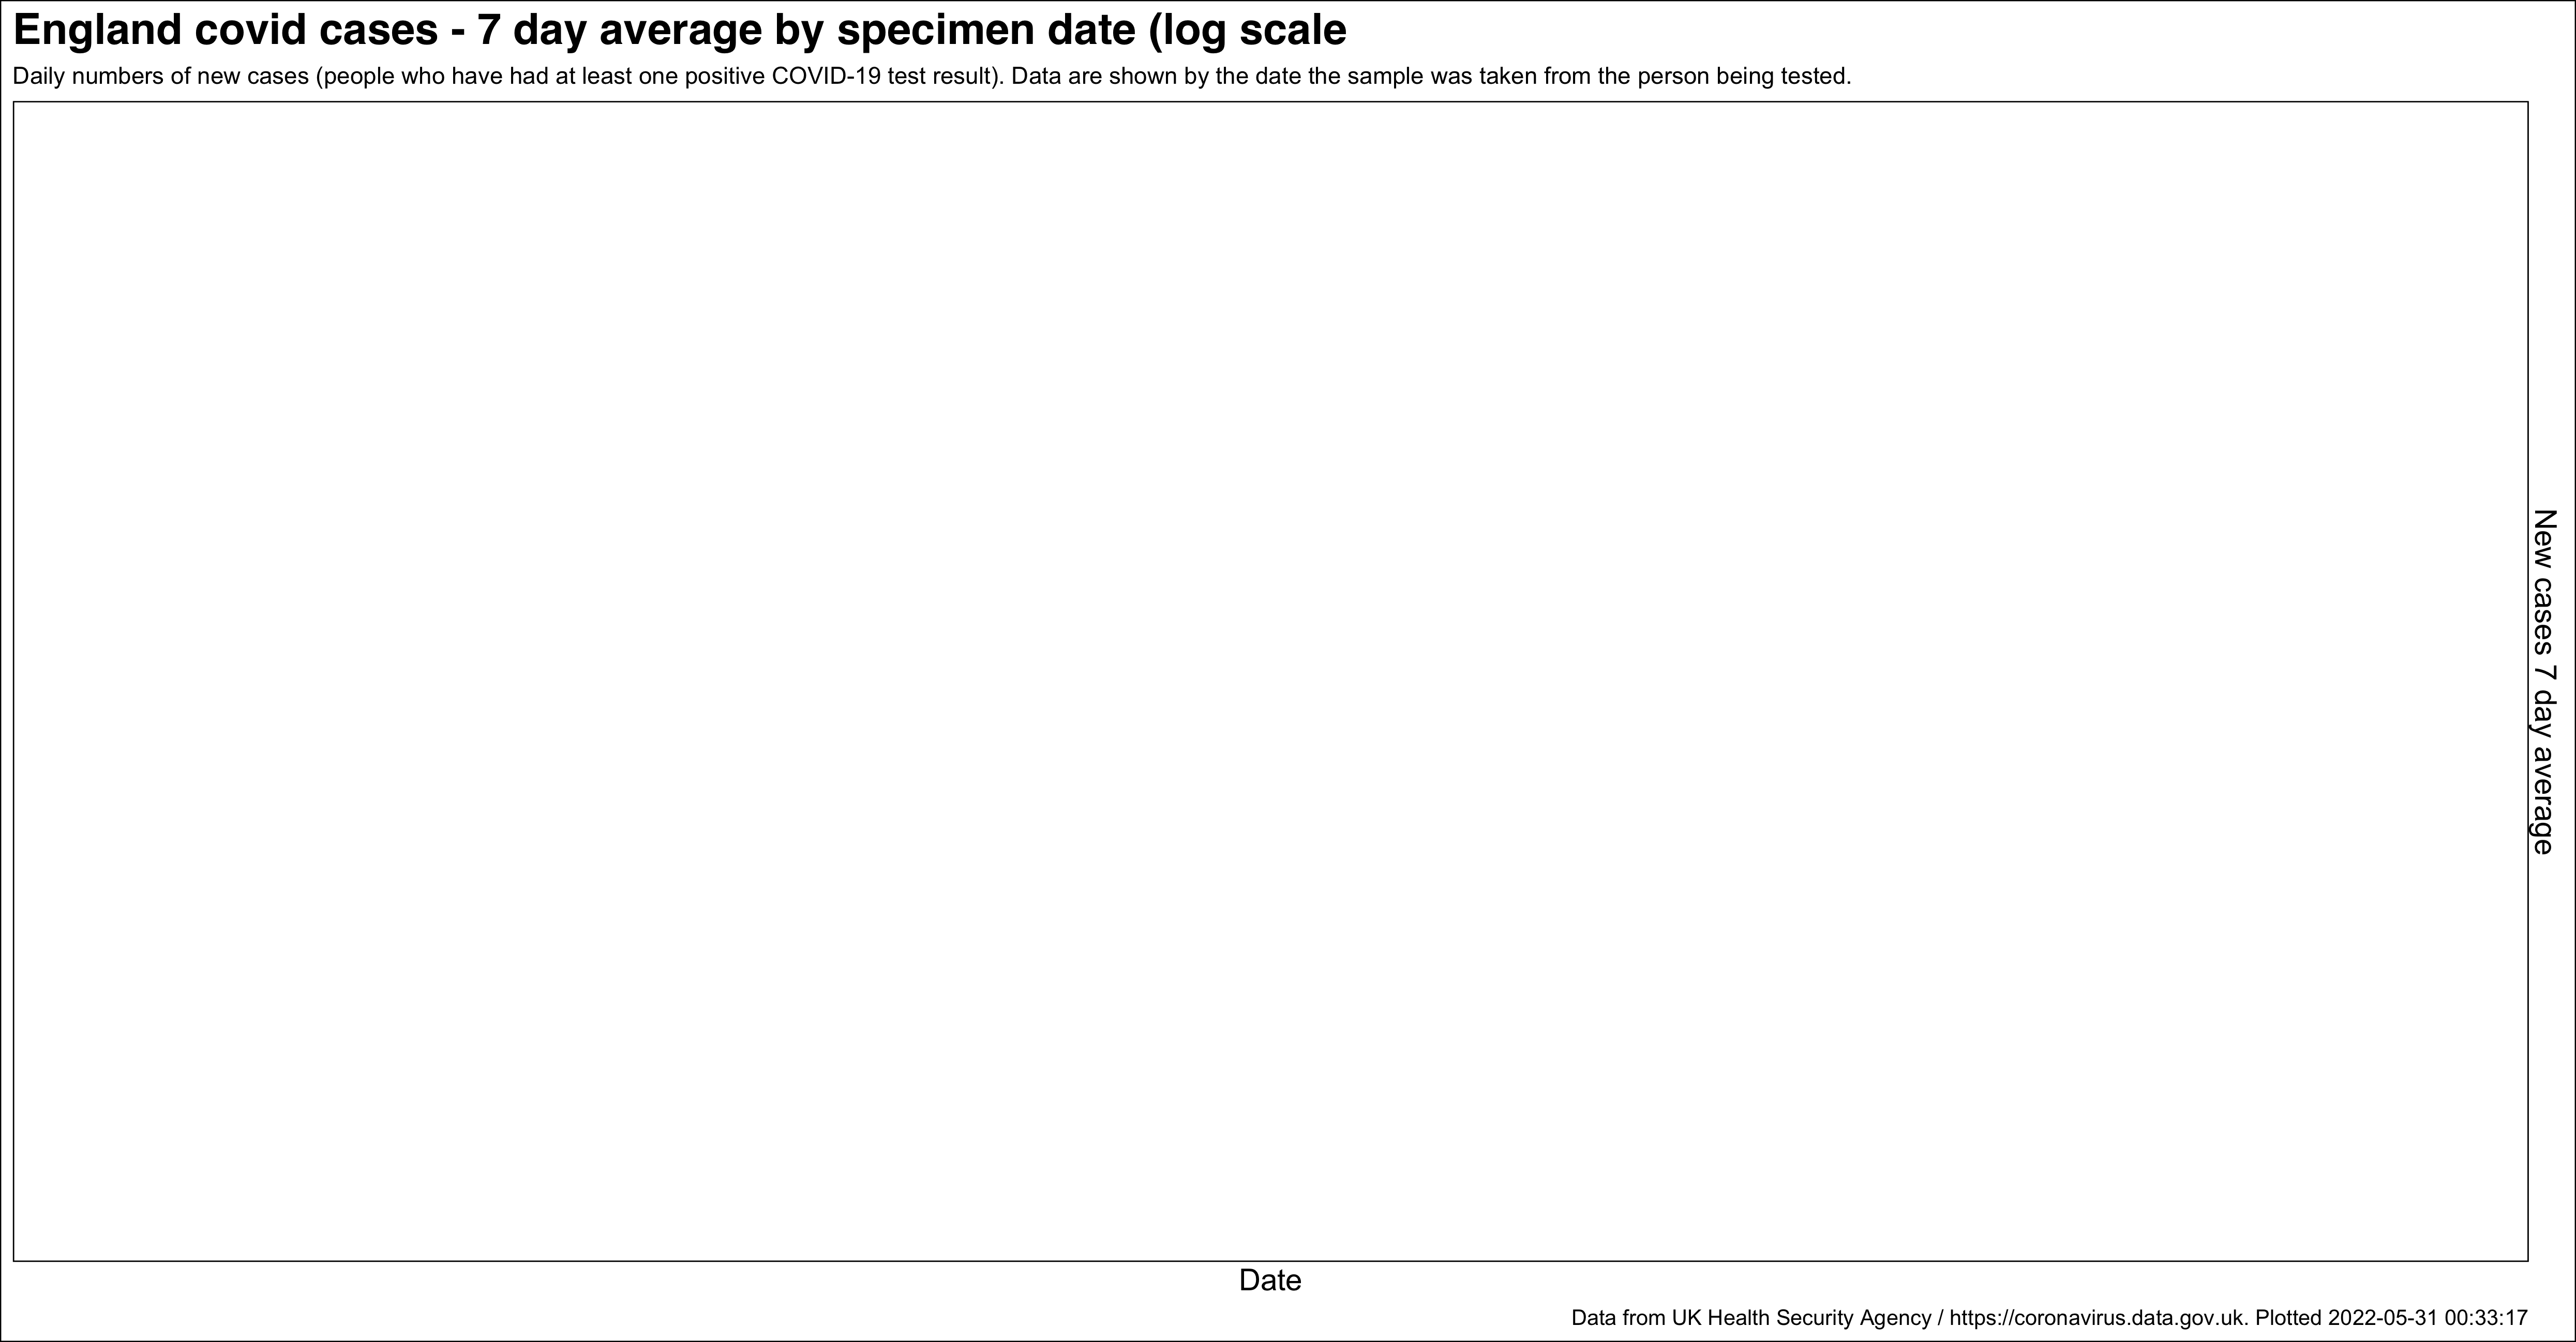 England covid cases - 7 day average by specimen date (log scale
Daily numbers of new cases (people who have had at least one positive COVID-19 test result). Data are shown by the date the sample was taken from the person being tested.
New cases 7 day average
Date
Data from UK Health Security Agency / https://coronavirus.data.gov.uk. Plotted 2022-05-31 00:33:17